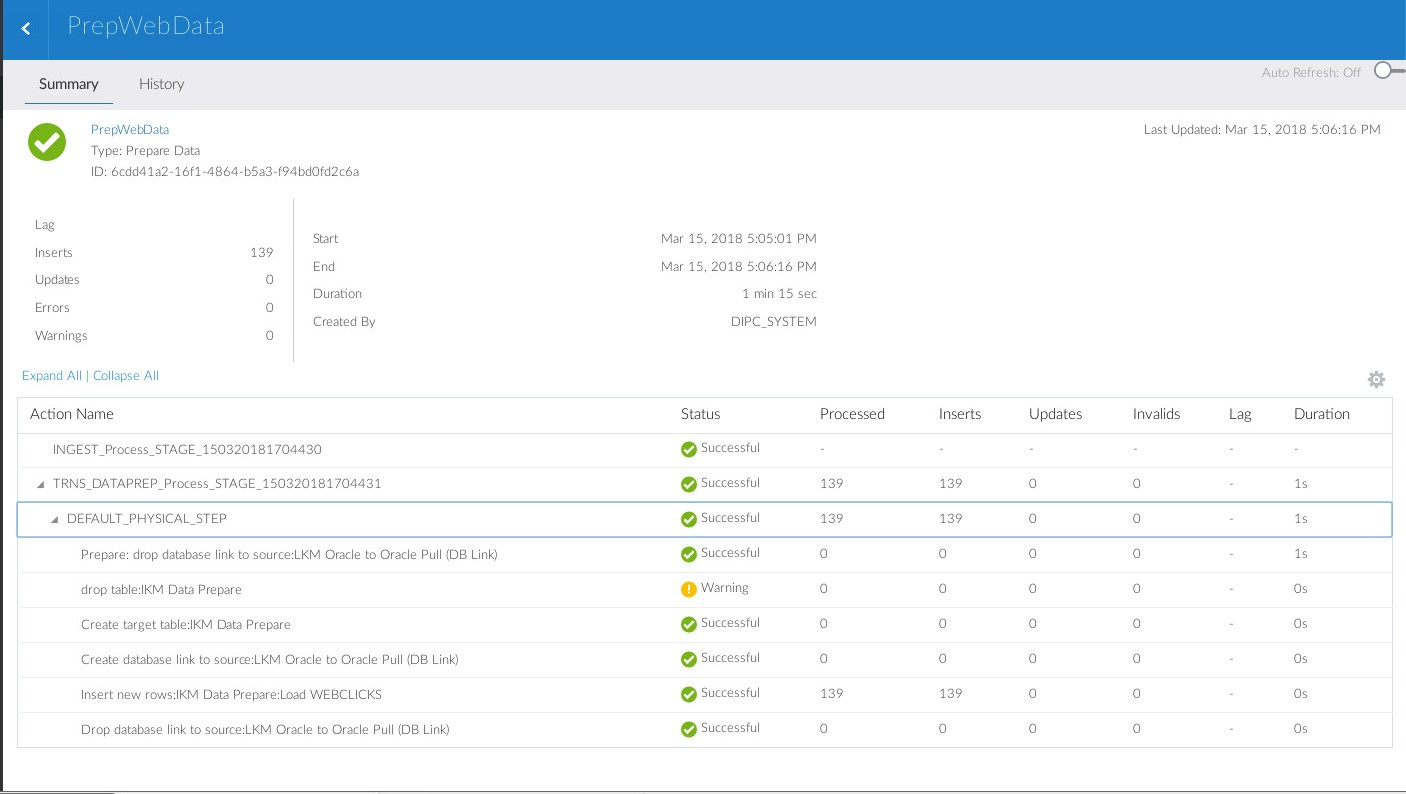 PrepWebData
Summary History
Auto Refresh: Off
PrepWebData
Type: Prepare Data
ID: 6cdd41a2-16f1-4864-b5a3-f94bd0fd2c6a
Last Updated: Mar 15, 2018 5:06:16 PM
Lag
Inserts 139
Updates 0
Errors 0
Warnings 0
Start Mar 15, 2018 5:05:01 PM
End Mar 15, 2018 5:06:16 PM
Duration 1 min 15 sec
Created By DIPC_SYSTEM
Expand All | Collapse All
Action Name Status Processed Inserts Updates Invalids Lag Duration
INGEST_Process_STAGE_150320181704430 Successful - - - - - -
TRNS_DATAPREP_Process_STAGE_150320181704431 Successful 139 139 0 0 - 1s
DEFAULT_PHYSICAL_STEP Successful 139 139 0 0 - 1s
Prepare: drop database link to source:LKM Oracle to Oracle Pull (DB Link) Successful 0 0 0 0 - 1s
drop table:IKM Data Prepare Warning 0 0 0 0 - 0s
Create target table:IKM Data Prepare Successful 0 0 0 0 - 0s
Create database link to source:LKM Oracle to Oracle Pull (DB Link) Successful 0 0 0 0 - 0s
Insert new rows:IKM Data Prepare:Load WEBCLICKS Successful 139 139 0 0 - 0s
Drop database link to source:LKM Oracle to Oracle Pull (DB Link) Successful 0 0 0 0 - 0s